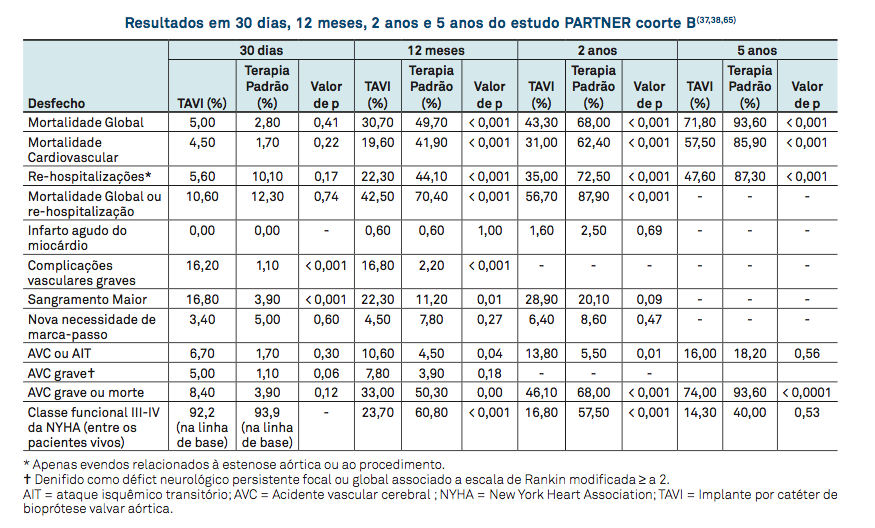 Resultados em 30 dias, 12 meses, 2 anos e 5 anos do estudo PARTNER coorte B(37,38,65)
30 dias 12 meses 2 anos 5 anos
Desfecho TAVI (%) Terapia Padrão (%) Valor de p TAVI (%) Terapia Padrão (%) Valor de p TAVI (%) Terapia Padrão (%) Valor de p TAVI (%) Terapia Padrão (%) Valor de p
Mortalidade Global 5,00 2,80 0,41 30,70 49,70 < 0,001 43,30 68,00 < 0,001 71,80 93,60 < 0,001
Mortalidade Cardiovascular 4,50 1,70 0,22 19,60 41,90 < 0,001 31,00 62,40 < 0,001 57,50 85,90 < 0,001
Re-hospitalizações* 5,60 10,10 0,17 22,30 44,10 < 0,001 35,00 72,50 < 0,001 47,60 87,30 < 0,001
Mortalidade Global ou re-hospitalização 10,60 12,30 0,74 42,50 70,40 < 0,001 56,70 87,90 < 0,001 - - -
Infarto agudo do miocárdio 0,00 0,00 - 0,60 0,60 1,00 1,60 2,50 0,69 - - -
Complicações vasculares graves 16,20 1,10 < 0,001 16,80 2,20 < 0,001 - - - - - -
Sangramento Maior 16,80 3,90 < 0,001 22,30 11,20 0,01 28,90 20,10 0,09 - - -
Nova necessidade de marca-passo 3,40 5,00 0,60 4,50 7,80 0,27 6,40 8,60 0,47 - - -
AVC ou AIT 6,70 1,70 0,30 10,60 4,50 0,04 13,80 5,50 0,01 16,00 18,20 0,56
AVC grave† 5,00 1,10 0,06 7,80 3,90 0,18 - - -
AVC grave ou morte 8,40 3,90 0,12 33,00 50,30 0,00 46,10 68,00 < 0,001 74,00 93,60 < 0,0001
Classe funcional III-IV da NYHA (entre os pacientes vivos) 92,2 (na linha de base) 93,9 (na linha de base) - 23,70 60,80 < 0,001 16,80 57,50 < 0,001 14,30 40,00 0,53
* Apenas evendos relacionados à estenose aórtica ou ao procedimento.
† Denifido como défict neurológico persistente focal ou global associado a escala de Rankin modificada ≥ a 2.
AIT = ataque isquêmico transitório; AVC = Acidente vascular cerebral ; NYHA = New York Heart Association; TAVI = Implante por catéter de
bioprótese valvar aórtica.